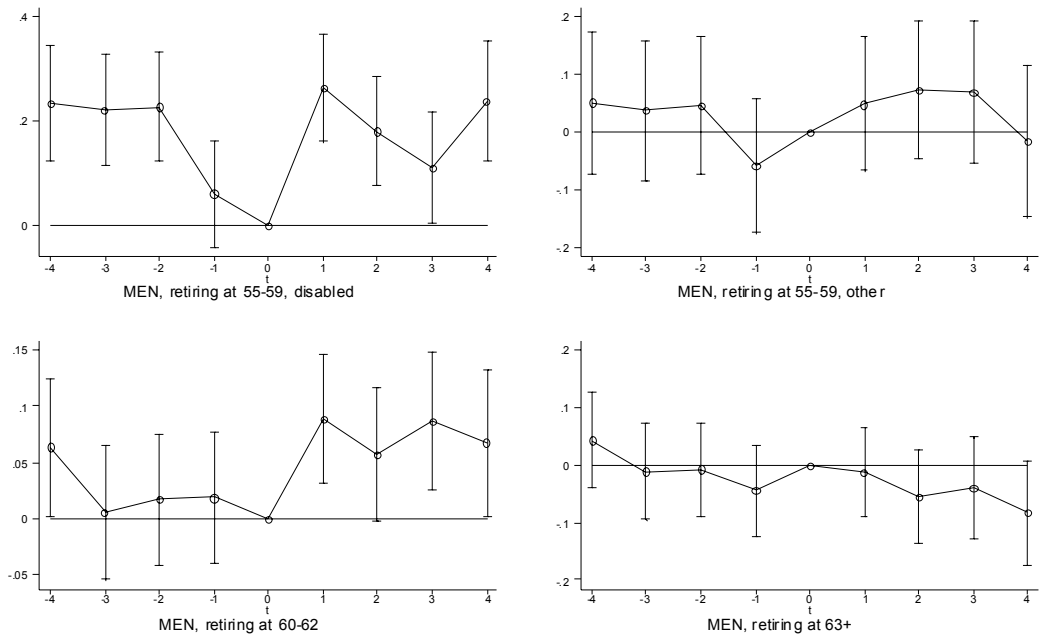 .4
.2
0
-4 -3 -2 -1 0 1 2 3 4
t
MEN, retiring at 55-59, disabled
.2
.1
0
-.1
-.2
-4 -3 -2 -1 0 1 2 3 4
t
MEN, retiring at 55-59, other
.15
.1
.05
0
-.05
-4 -3 -2 -1 0 1 2 3 4
t
MEN, retiring at 60-62
.2
.1
0
-.1
-.2
-4 -3 -2 -1 0 1 2 3 4
t
MEN, retiring at 63+